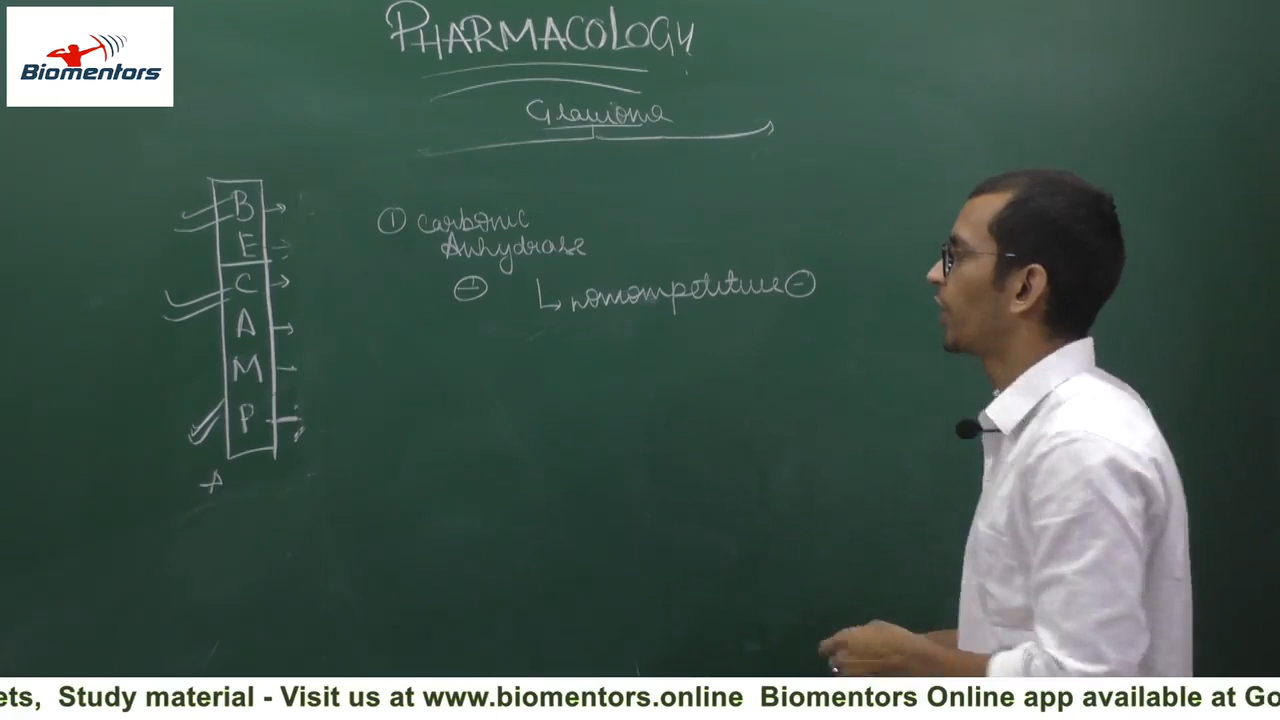 Biomentors
PHARMACOLOGY
Glaucoma
B
E
C
A
M
P
+
① Carbonic
Anhydrase
⊖
↳ noncompetitive ⊖
ets, Study material - Visit us at www.biomentors.online Biomentors Online app available at Go